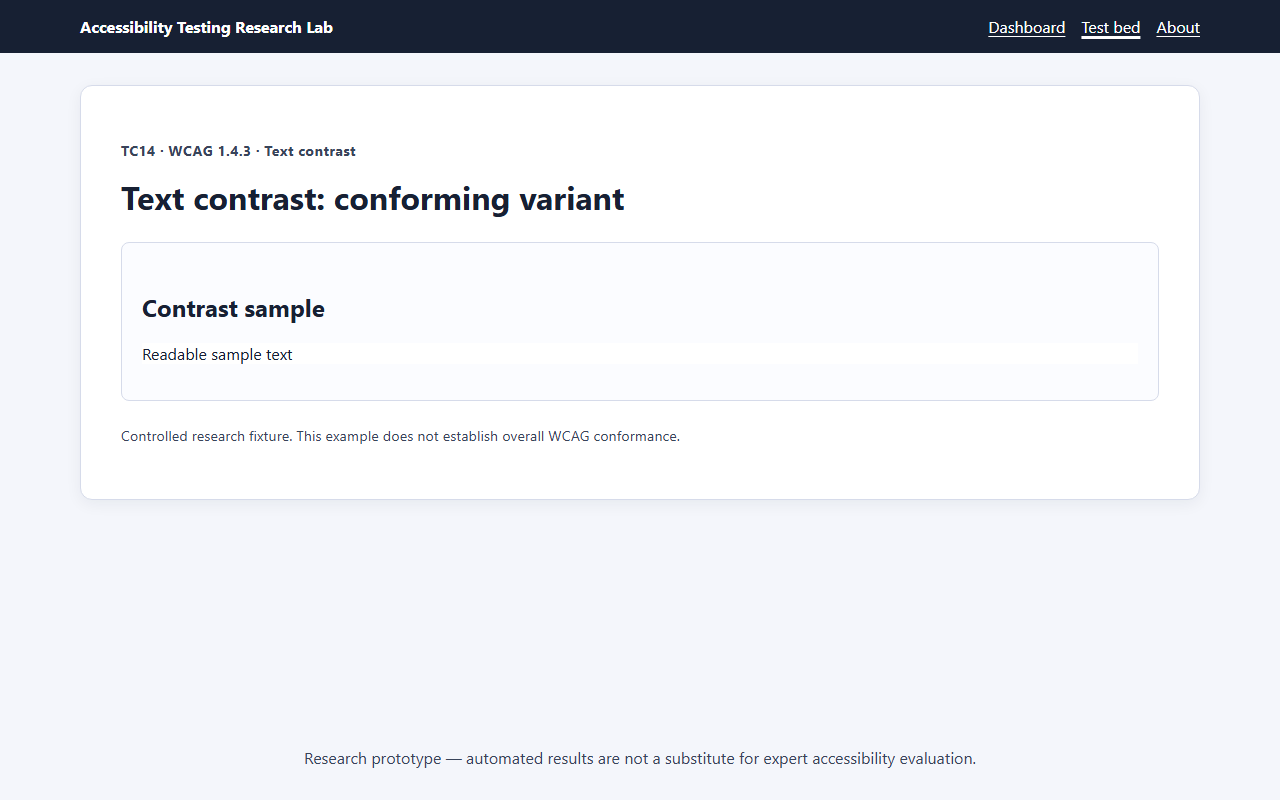 Accessibility Testing Research Lab
Dashboard Test bed About
TC14 · WCAG 1.4.3 · Text contrast
Text contrast: conforming variant
Contrast sample
Readable sample text
Controlled research fixture. This example does not establish overall WCAG conformance.
Research prototype — automated results are not a substitute for expert accessibility evaluation.